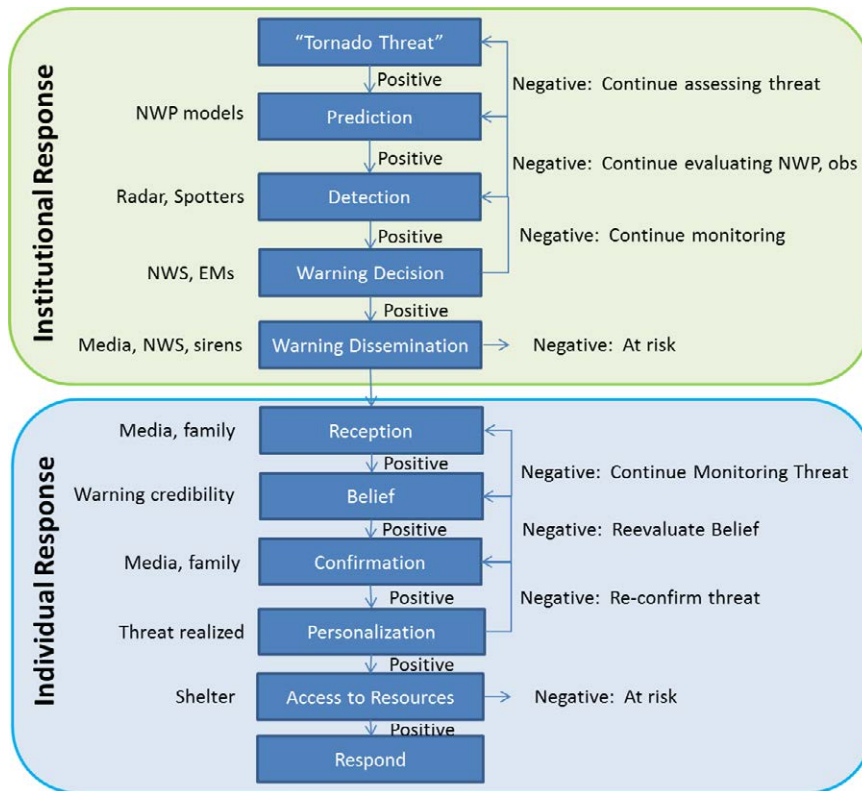 Institutional Response
“Tornado Threat”
Positive
Negative: Continue assessing threat
NWP models
Prediction
Positive
Negative: Continue evaluating NWP, obs
Radar, Spotters
Detection
Positive
Negative: Continue monitoring
NWS, EMs
Warning Decision
Positive
Media, NWS, sirens
Warning Dissemination
Negative: At risk
Individual Response
Media, family
Reception
Positive
Negative: Continue Monitoring Threat
Warning credibility
Belief
Positive
Negative: Reevaluate Belief
Media, family
Confirmation
Positive
Negative: Re-confirm threat
Threat realized
Personalization
Positive
Shelter
Access to Resources
Negative: At risk
Positive
Respond